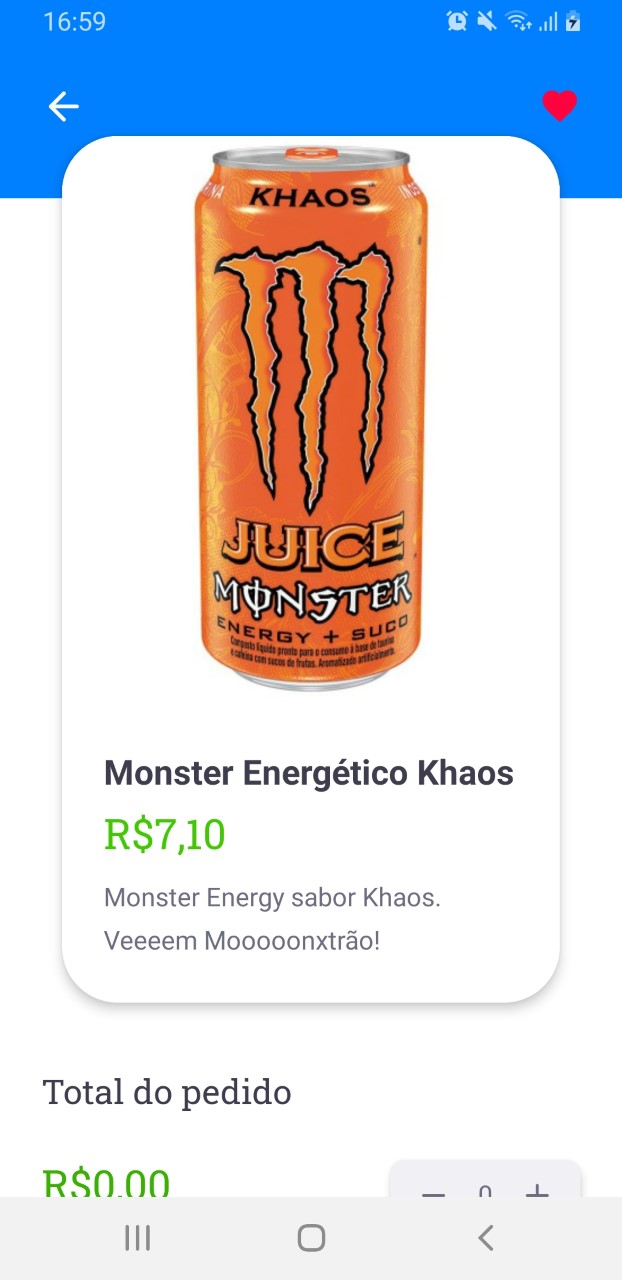 16:59
KHAOS
JUICE
MONSTER
ENERGY + SUCO
Composto líquido pronto para o consumo à base de taurina
e cafeína com sucos de frutas. Aromatizado artificialmente.
Monster Energético Khaos
R$7,10
Monster Energy sabor Khaos.
Veeeem Mooooonxtrão!
Total do pedido
R$0,00
0